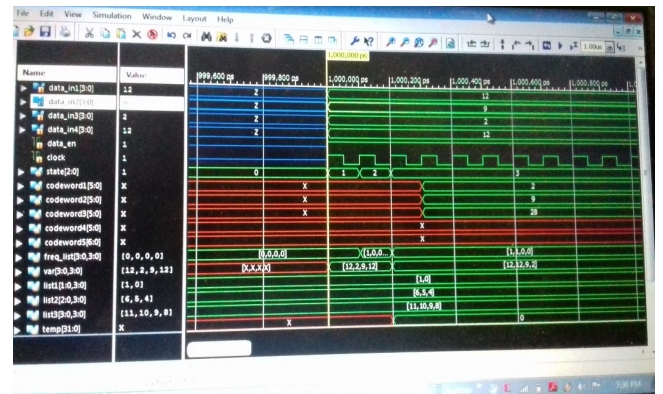 File Edit View Simulation Window Layout Help
1.00us
1,000,000 ps
Name Value
999,600 ps 999,800 ps 1,000,000 ps 1,000,200 ps 1,000,400 ps 1,000,600 ps 1,000,800 ps
data_in1[3:0] 12 Z 12
data_in2[3:0] Z 9
data_in3[3:0] 2 Z 2
data_in4[3:0] 12 Z 12
data_en 1
clock 1
state[2:0] 1 0 1 2 3
codeword1[5:0] X X 2
codeword2[5:0] X X 9
codeword3[5:0] X X 28
codeword4[5:0] X X
codeword5[6:0] X X
freq_list[3:0,3:0] [0,0,0,0] [0,0,0,0] [1,0,0... [1,1,0,0]
var[3:0,3:0] [12,2,9,12] [X,X,X,X] [12,2,9,12] [12,12,9,2]
list1[1:0,3:0] [1,0] [1,0]
list2[2:0,3:0] [6,5,4] [6,5,4]
list3[3:0,3:0] [11,10,9,8] [11,10,9,8]
temp[31:0] X X 0